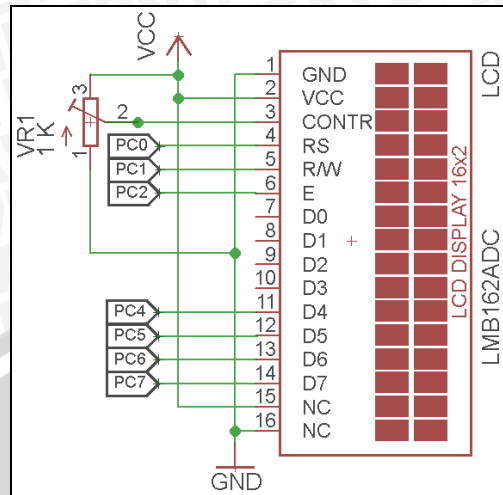 VCC
VR1
1 K
3
2
1
PC0
PC1
PC2
PC4
PC5
PC6
PC7
1 GND
2 VCC
3 CONTR
4 RS
5 R/W
6 E
7 D0
8 D1
9 D2
10 D3
11 D4
12 D5
13 D6
14 D7
15 NC
16 NC
GND
LCD
LCD DISPLAY 16x2
LMB162ADC